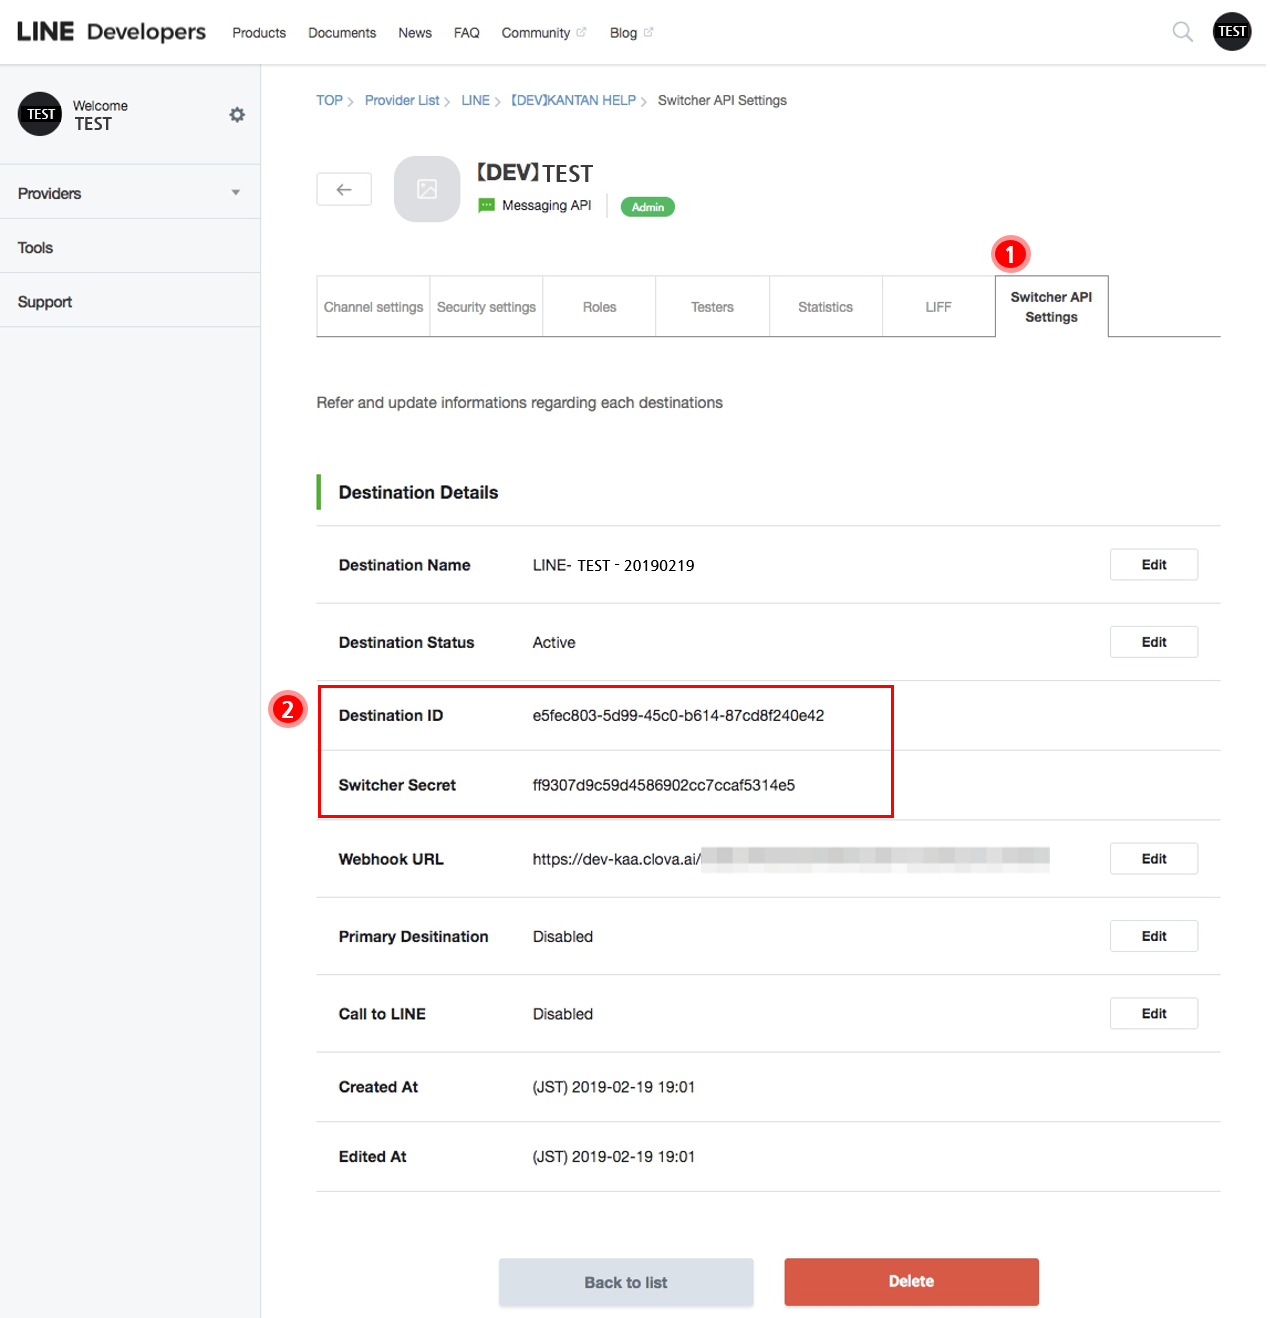 LINE Developers Products Documents News FAQ Community Blog TEST
TEST Welcome
TEST
Providers
Tools
Support
TOP Provider List LINE 【DEV】KANTAN HELP Switcher API Settings
【DEV】TEST
Messaging API Admin
1
Channel settings Security settings Roles Testers Statistics LIFF Switcher API
Settings
Refer and update informations regarding each destinations
Destination Details
Destination Name LINE- TEST - 20190219 Edit
Destination Status Active Edit
2
Destination ID e5fec803-5d99-45c0-b614-87cd8f240e42
Switcher Secret ff9307d9c59d4586902cc7ccaf5314e5
Webhook URL https://dev-kaa.clova.ai/ Edit
Primary Desitination Disabled Edit
Call to LINE Disabled Edit
Created At (JST) 2019-02-19 19:01
Edited At (JST) 2019-02-19 19:01
Back to list Delete